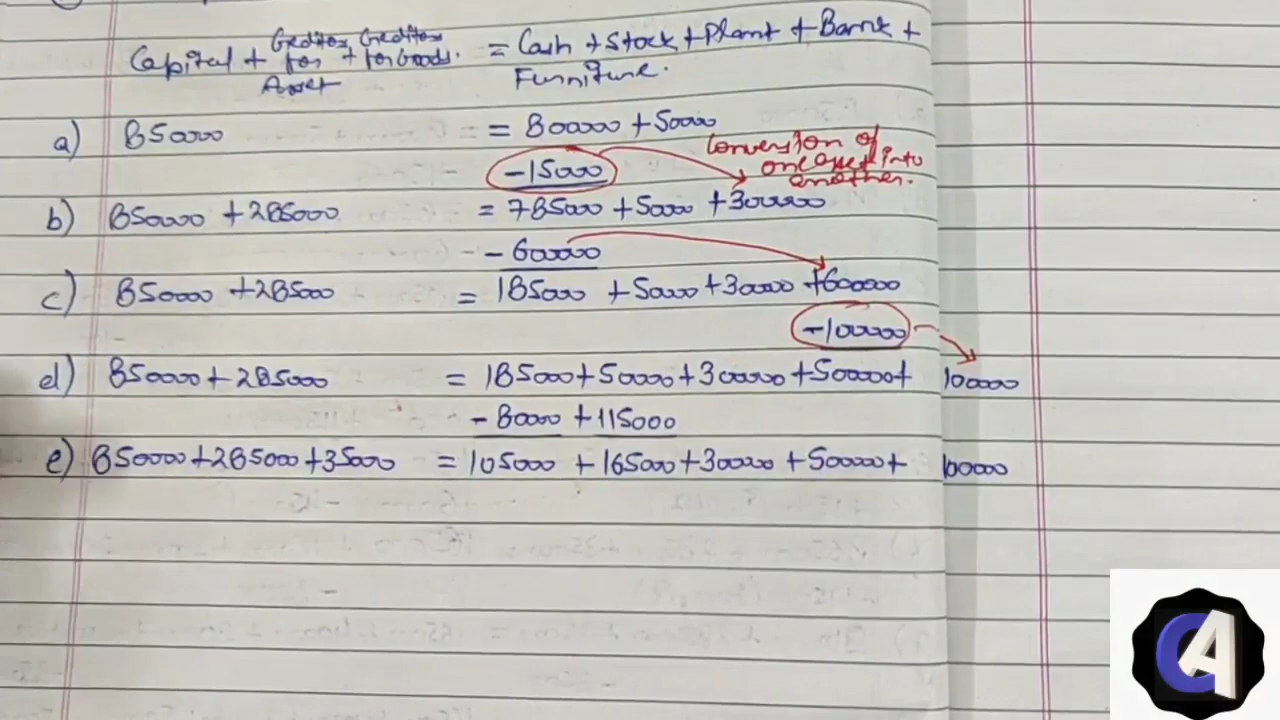 Capital + Creditor for Asset + Creditor for Goods. = Cash + Stock + Plant + Bank +
Furniture.
a) 850000 = 800000 + 50000
Conversion of
one asset into
another.
- 15000
b) 850000 + 285000 = 785000 + 50000 + 300000
- 600000
c) 850000 + 285000 = 185000 + 50000 + 300000 + 600000
- 100000
d) 850000 + 285000 = 185000 + 50000 + 300000 + 500000 + 100000
- 80000 + 115000
e) 850000 + 285000 + 35000 = 105000 + 165000 + 300000 + 500000 + 100000
CA